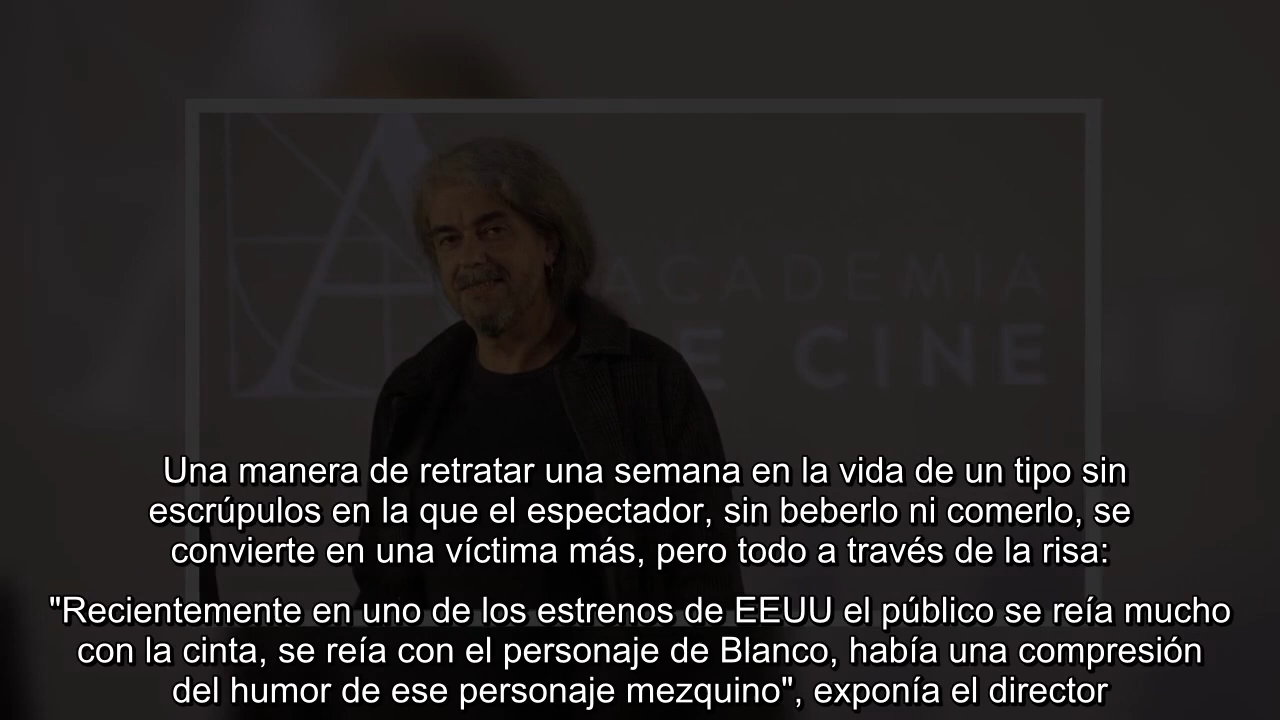 ACADEMIA
E CINE
Una manera de retratar una semana en la vida de un tipo sin
escrúpulos en la que el espectador, sin beberlo ni comerlo, se
convierte en una víctima más, pero todo a través de la risa:
"Recientemente en uno de los estrenos de EEUU el público se reía mucho
con la cinta, se reía con el personaje de Blanco, había una compresión
del humor de ese personaje mezquino", exponía el director